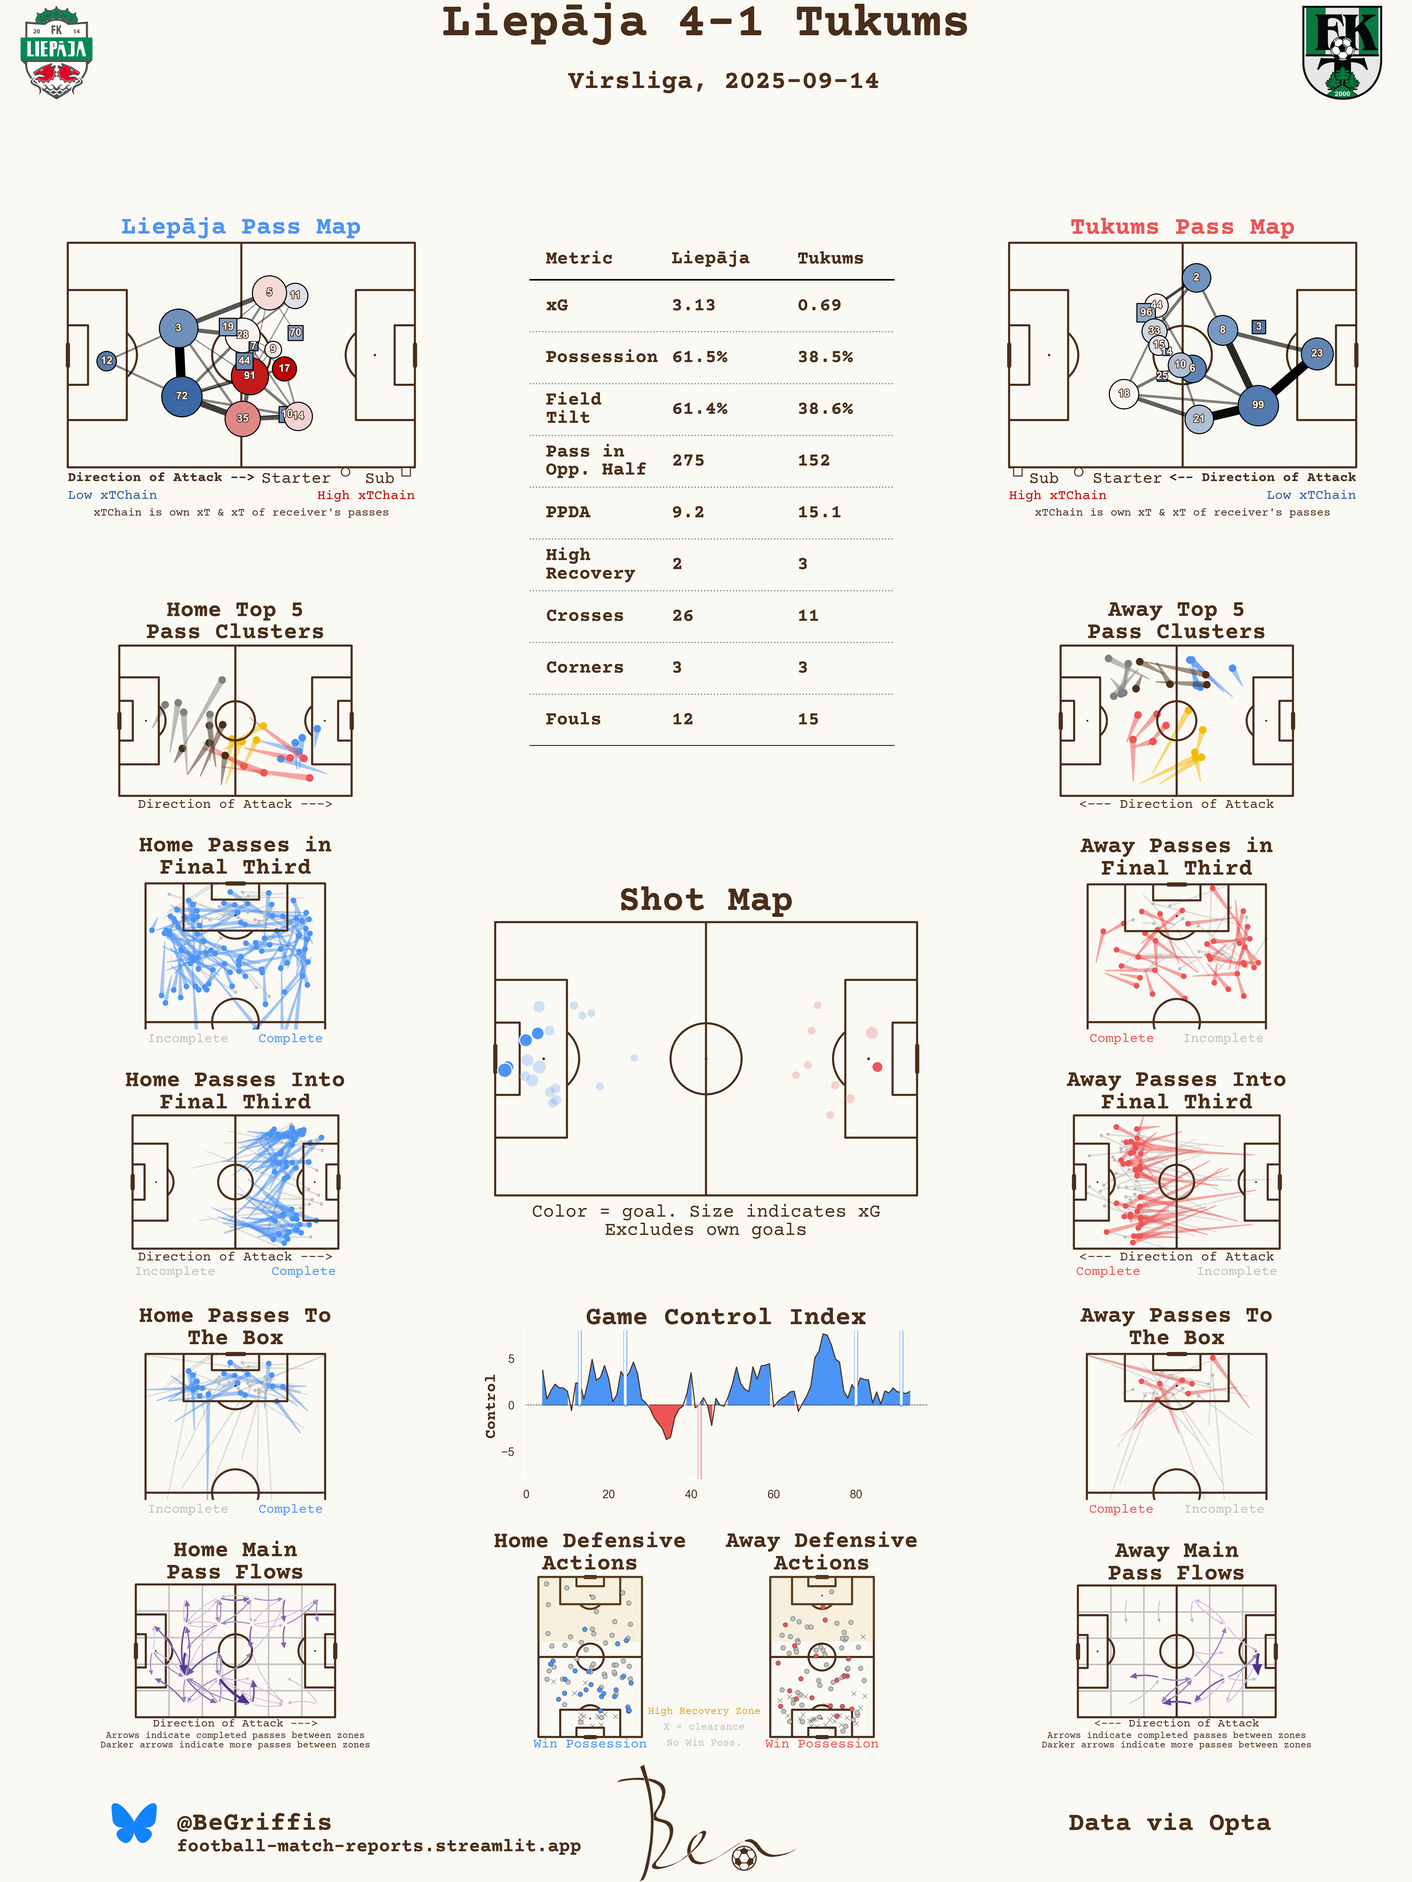 Liepāja 4-1 Tukums
Virsliga, 2025-09-14
20 FK 14
LIEPĀJA
FK
2000
Liepāja Pass Map
5
11
3
19
28
70
7
9
12
44
91
17
72
35
10
14
Direction of Attack --> Starter Sub
Low xTChain High xTChain
xTChain is own xT & xT of receiver's passes
Metric Liepāja Tukums
xG 3.13 0.69
Possession 61.5% 38.5%
Field
Tilt 61.4% 38.6%
Pass in
Opp. Half 275 152
PPDA 9.2 15.1
High
Recovery 2 3
Crosses 26 11
Corners 3 3
Fouls 12 15
Tukums Pass Map
2
44
96
33
8
3
15
14
23
10
6
25
18
99
21
Sub Starter <-- Direction of Attack
High xTChain Low xTChain
xTChain is own xT & xT of receiver's passes
Home Top 5
Pass Clusters
Direction of Attack --->
Away Top 5
Pass Clusters
<--- Direction of Attack
Home Passes in
Final Third
Incomplete Complete
Away Passes in
Final Third
Complete Incomplete
Shot Map
Color = goal. Size indicates xG
Excludes own goals
Home Passes Into
Final Third
Direction of Attack --->
Incomplete Complete
Away Passes Into
Final Third
<--- Direction of Attack
Complete Incomplete
Home Passes To
The Box
Incomplete Complete
Game Control Index
Control
5
0
−5
0 20 40 60 80
Away Passes To
The Box
Complete Incomplete
Home Main
Pass Flows
Direction of Attack --->
Arrows indicate completed passes between zones
Darker arrows indicate more passes between zones
Home Defensive
Actions
Win Possession
High Recovery Zone
X = clearance
No Win Poss.
Away Defensive
Actions
Win Possession
Away Main
Pass Flows
<--- Direction of Attack
Arrows indicate completed passes between zones
Darker arrows indicate more passes between zones
@BeGriffis
football-match-reports.streamlit.app
Ben
Data via Opta